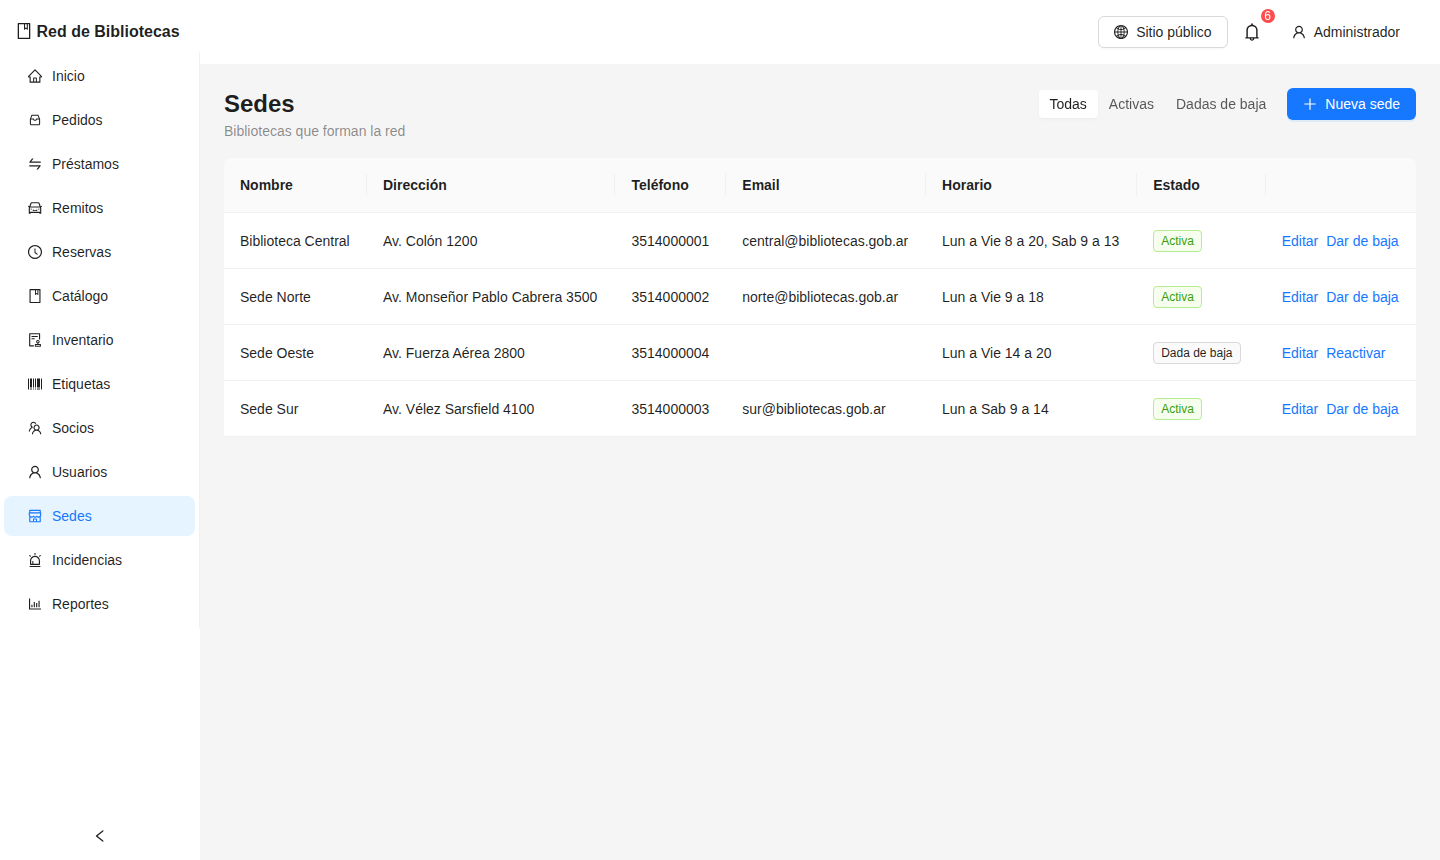 Red de Bibliotecas
Sitio público
6
Administrador
Inicio
Pedidos
Préstamos
Remitos
Reservas
Catálogo
Inventario
Etiquetas
Socios
Usuarios
Sedes
Incidencias
Reportes
Sedes
Bibliotecas que forman la red
Todas Activas Dadas de baja
Nueva sede
Nombre Dirección Teléfono Email Horario Estado
Biblioteca Central Av. Colón 1200 3514000001 central@bibliotecas.gob.ar Lun a Vie 8 a 20, Sab 9 a 13 Activa Editar Dar de baja
Sede Norte Av. Monseñor Pablo Cabrera 3500 3514000002 norte@bibliotecas.gob.ar Lun a Vie 9 a 18 Activa Editar Dar de baja
Sede Oeste Av. Fuerza Aérea 2800 3514000004 Lun a Vie 14 a 20 Dada de baja Editar Reactivar
Sede Sur Av. Vélez Sarsfield 4100 3514000003 sur@bibliotecas.gob.ar Lun a Sab 9 a 14 Activa Editar Dar de baja